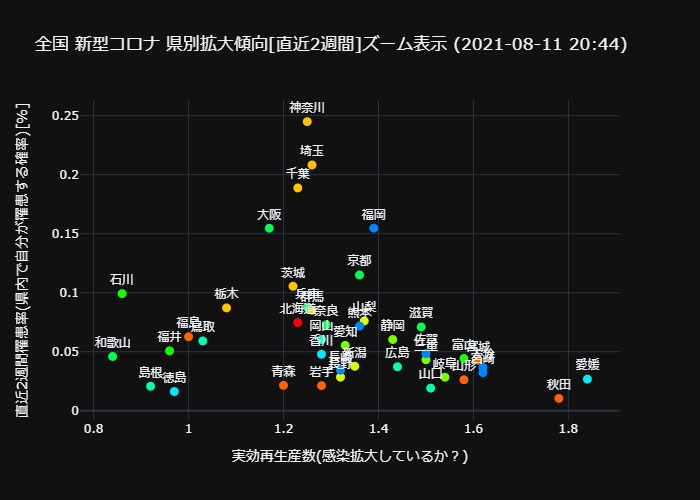 全国 新型コロナ 県別拡大傾向[直近2週間]ズーム表示 (2021-08-11 20:44)
直近2週間罹患率(県内で自分が罹患する確率)[%]
0.25
0.2
0.15
0.1
0.05
0
神奈川
埼玉
千葉
大阪
福岡
京都
茨城
石川
栃木
兵庫
群馬
奈良
北海道
山梨
熊本
滋賀
福島
鳥取
岡山
愛知
静岡
佐賀
三重
和歌山
福井
香川
新潟
広島
富山
宮城
宮崎
長野
岐阜
山形
島根
徳島
青森
岩手
山口
秋田
愛媛
0.8
1
1.2
1.4
1.6
1.8
実効再生産数(感染拡大しているか？)